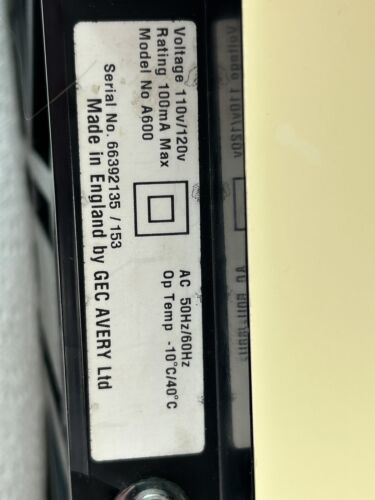 Voltage 110v/120v
Rating 100mA Max
Model No A600
AC 50Hz/60Hz
Op Temp -10°C/40°C
Serial No. 66392135 / 153
Made in England by GEC AVERY Ltd